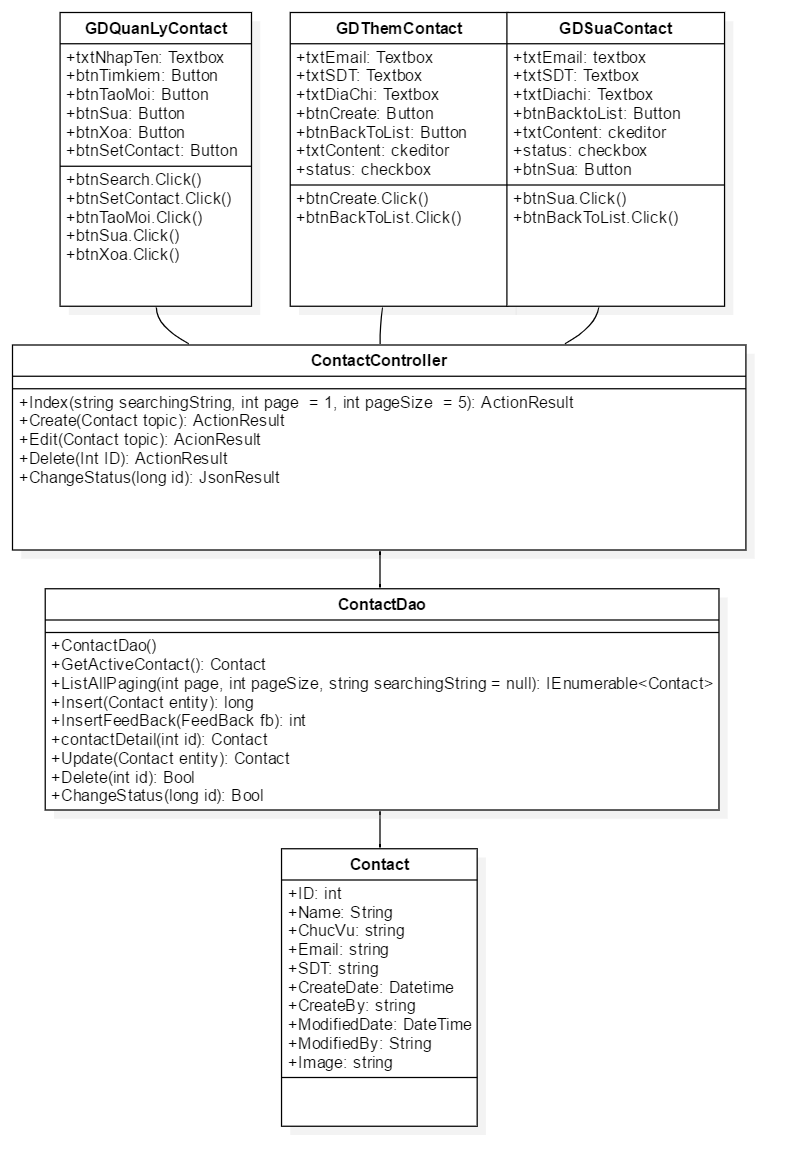 GDQuanLyContact
+txtNhapTen: Textbox
+btnTimkiem: Button
+btnTaoMoi: Button
+btnSua: Button
+btnXoa: Button
+btnSetContact: Button
+btnSearch.Click()
+btnSetContact.Click()
+btnTaoMoi.Click()
+btnSua.Click()
+btnXoa.Click()
GDThemContact
+txtEmail: Textbox
+txtSDT: Textbox
+txtDiaChi: Textbox
+btnCreate: Button
+btnBackToList: Button
+txtContent: ckeditor
+status: checkbox
+btnCreate.Click()
+btnBackToList.Click()
GDSuaContact
+txtEmail: textbox
+txtSDT: Textbox
+txtDiachi: Textbox
+btnBacktoList: Button
+txtContent: ckeditor
+status: checkbox
+btnSua: Button
+btnSua.Click()
+btnBackToList.Click()
ContactController
+Index(string searchingString, int page = 1, int pageSize = 5): ActionResult
+Create(Contact topic): ActionResult
+Edit(Contact topic): AcionResult
+Delete(Int ID): ActionResult
+ChangeStatus(long id): JsonResult
ContactDao
+ContactDao()
+GetActiveContact(): Contact
+ListAllPaging(int page, int pageSize, string searchingString = null): IEnumerable<Contact>
+Insert(Contact entity): long
+InsertFeedBack(FeedBack fb): int
+contactDetail(int id): Contact
+Update(Contact entity): Contact
+Delete(int id): Bool
+ChangeStatus(long id): Bool
Contact
+ID: int
+Name: String
+ChucVu: string
+Email: string
+SDT: string
+CreateDate: Datetime
+CreateBy: string
+ModifiedDate: DateTime
+ModifiedBy: String
+Image: string